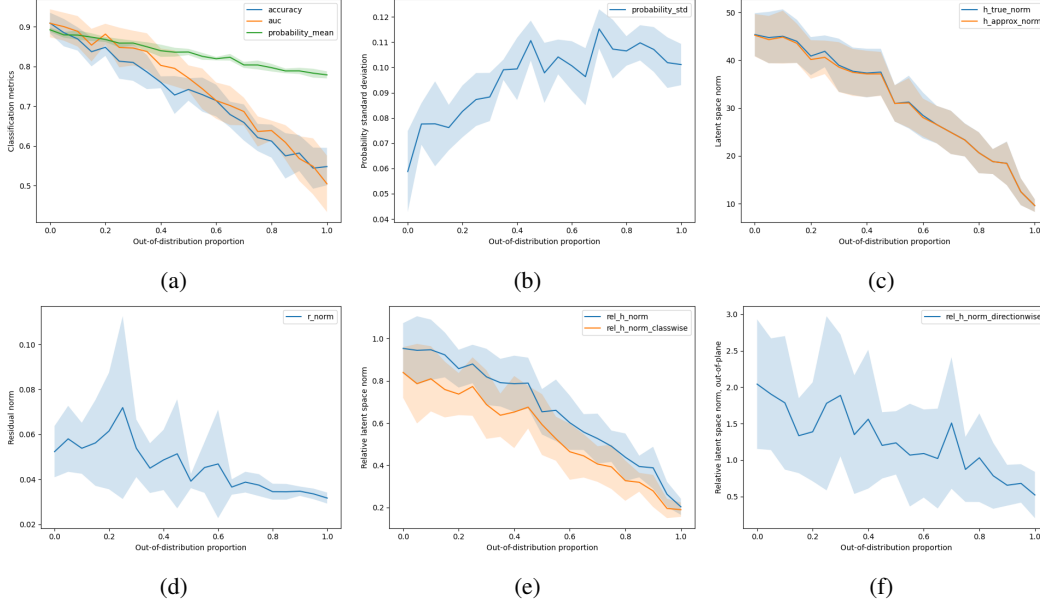 accuracy
auc
probability_mean
Classification metrics
0.9
0.8
0.7
0.6
0.5
0.0 0.2 0.4 0.6 0.8 1.0
Out-of-distribution proportion
(a)
probability_std
Probability standard deviation
0.12
0.11
0.10
0.09
0.08
0.07
0.06
0.05
0.04
0.0 0.2 0.4 0.6 0.8 1.0
Out-of-distribution proportion
(b)
h_true_norm
h_approx_norm
Latent space norm
50
40
30
20
10
0.0 0.2 0.4 0.6 0.8 1.0
Out-of-distribution proportion
(c)
r_norm
Residual norm
0.10
0.08
0.06
0.04
0.02
0.0 0.2 0.4 0.6 0.8 1.0
Out-of-distribution proportion
(d)
rel_h_norm
rel_h_norm_classwise
Relative latent space norm
1.0
0.8
0.6
0.4
0.2
0.0 0.2 0.4 0.6 0.8 1.0
Out-of-distribution proportion
(e)
rel_h_norm_directionwise
Relative latent space norm, out-of-plane
3.0
2.5
2.0
1.5
1.0
0.5
0.0 0.2 0.4 0.6 0.8 1.0
Out-of-distribution proportion
(f)